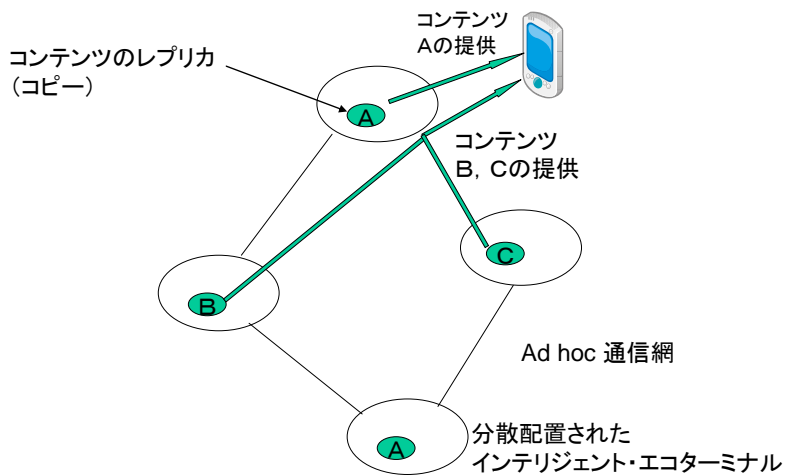 コンテンツ
Aの提供
コンテンツのレプリカ
（コピー）
A
コンテンツ
B，Cの提供
C
B
Ad hoc 通信網
分散配置された
インテリジェント・エコターミナル
A